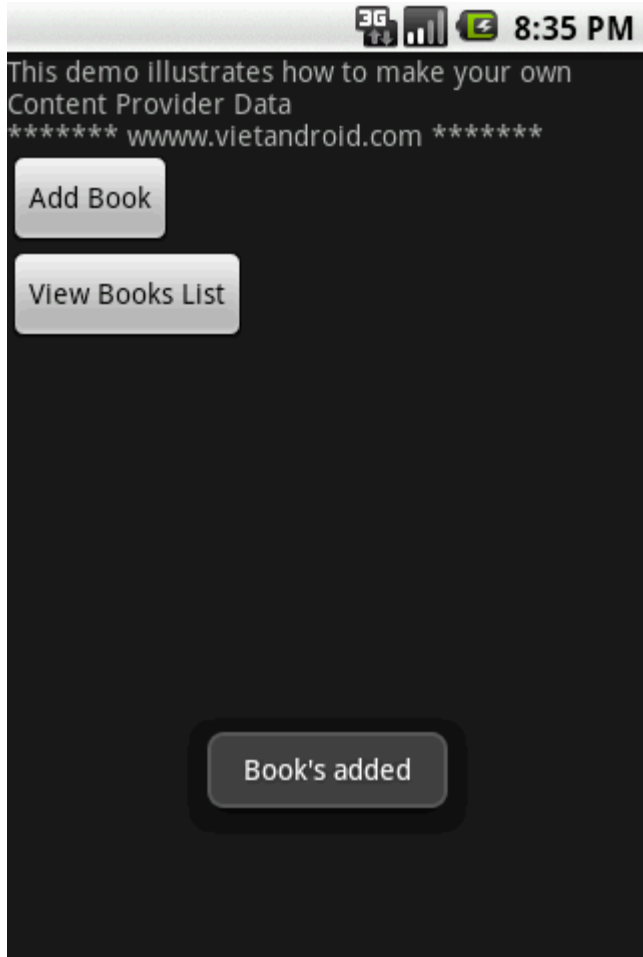 3G 8:35 PM
This demo illustrates how to make your own
Content Provider Data
******* wwww.vietandroid.com *******
Add Book
View Books List
Book's added